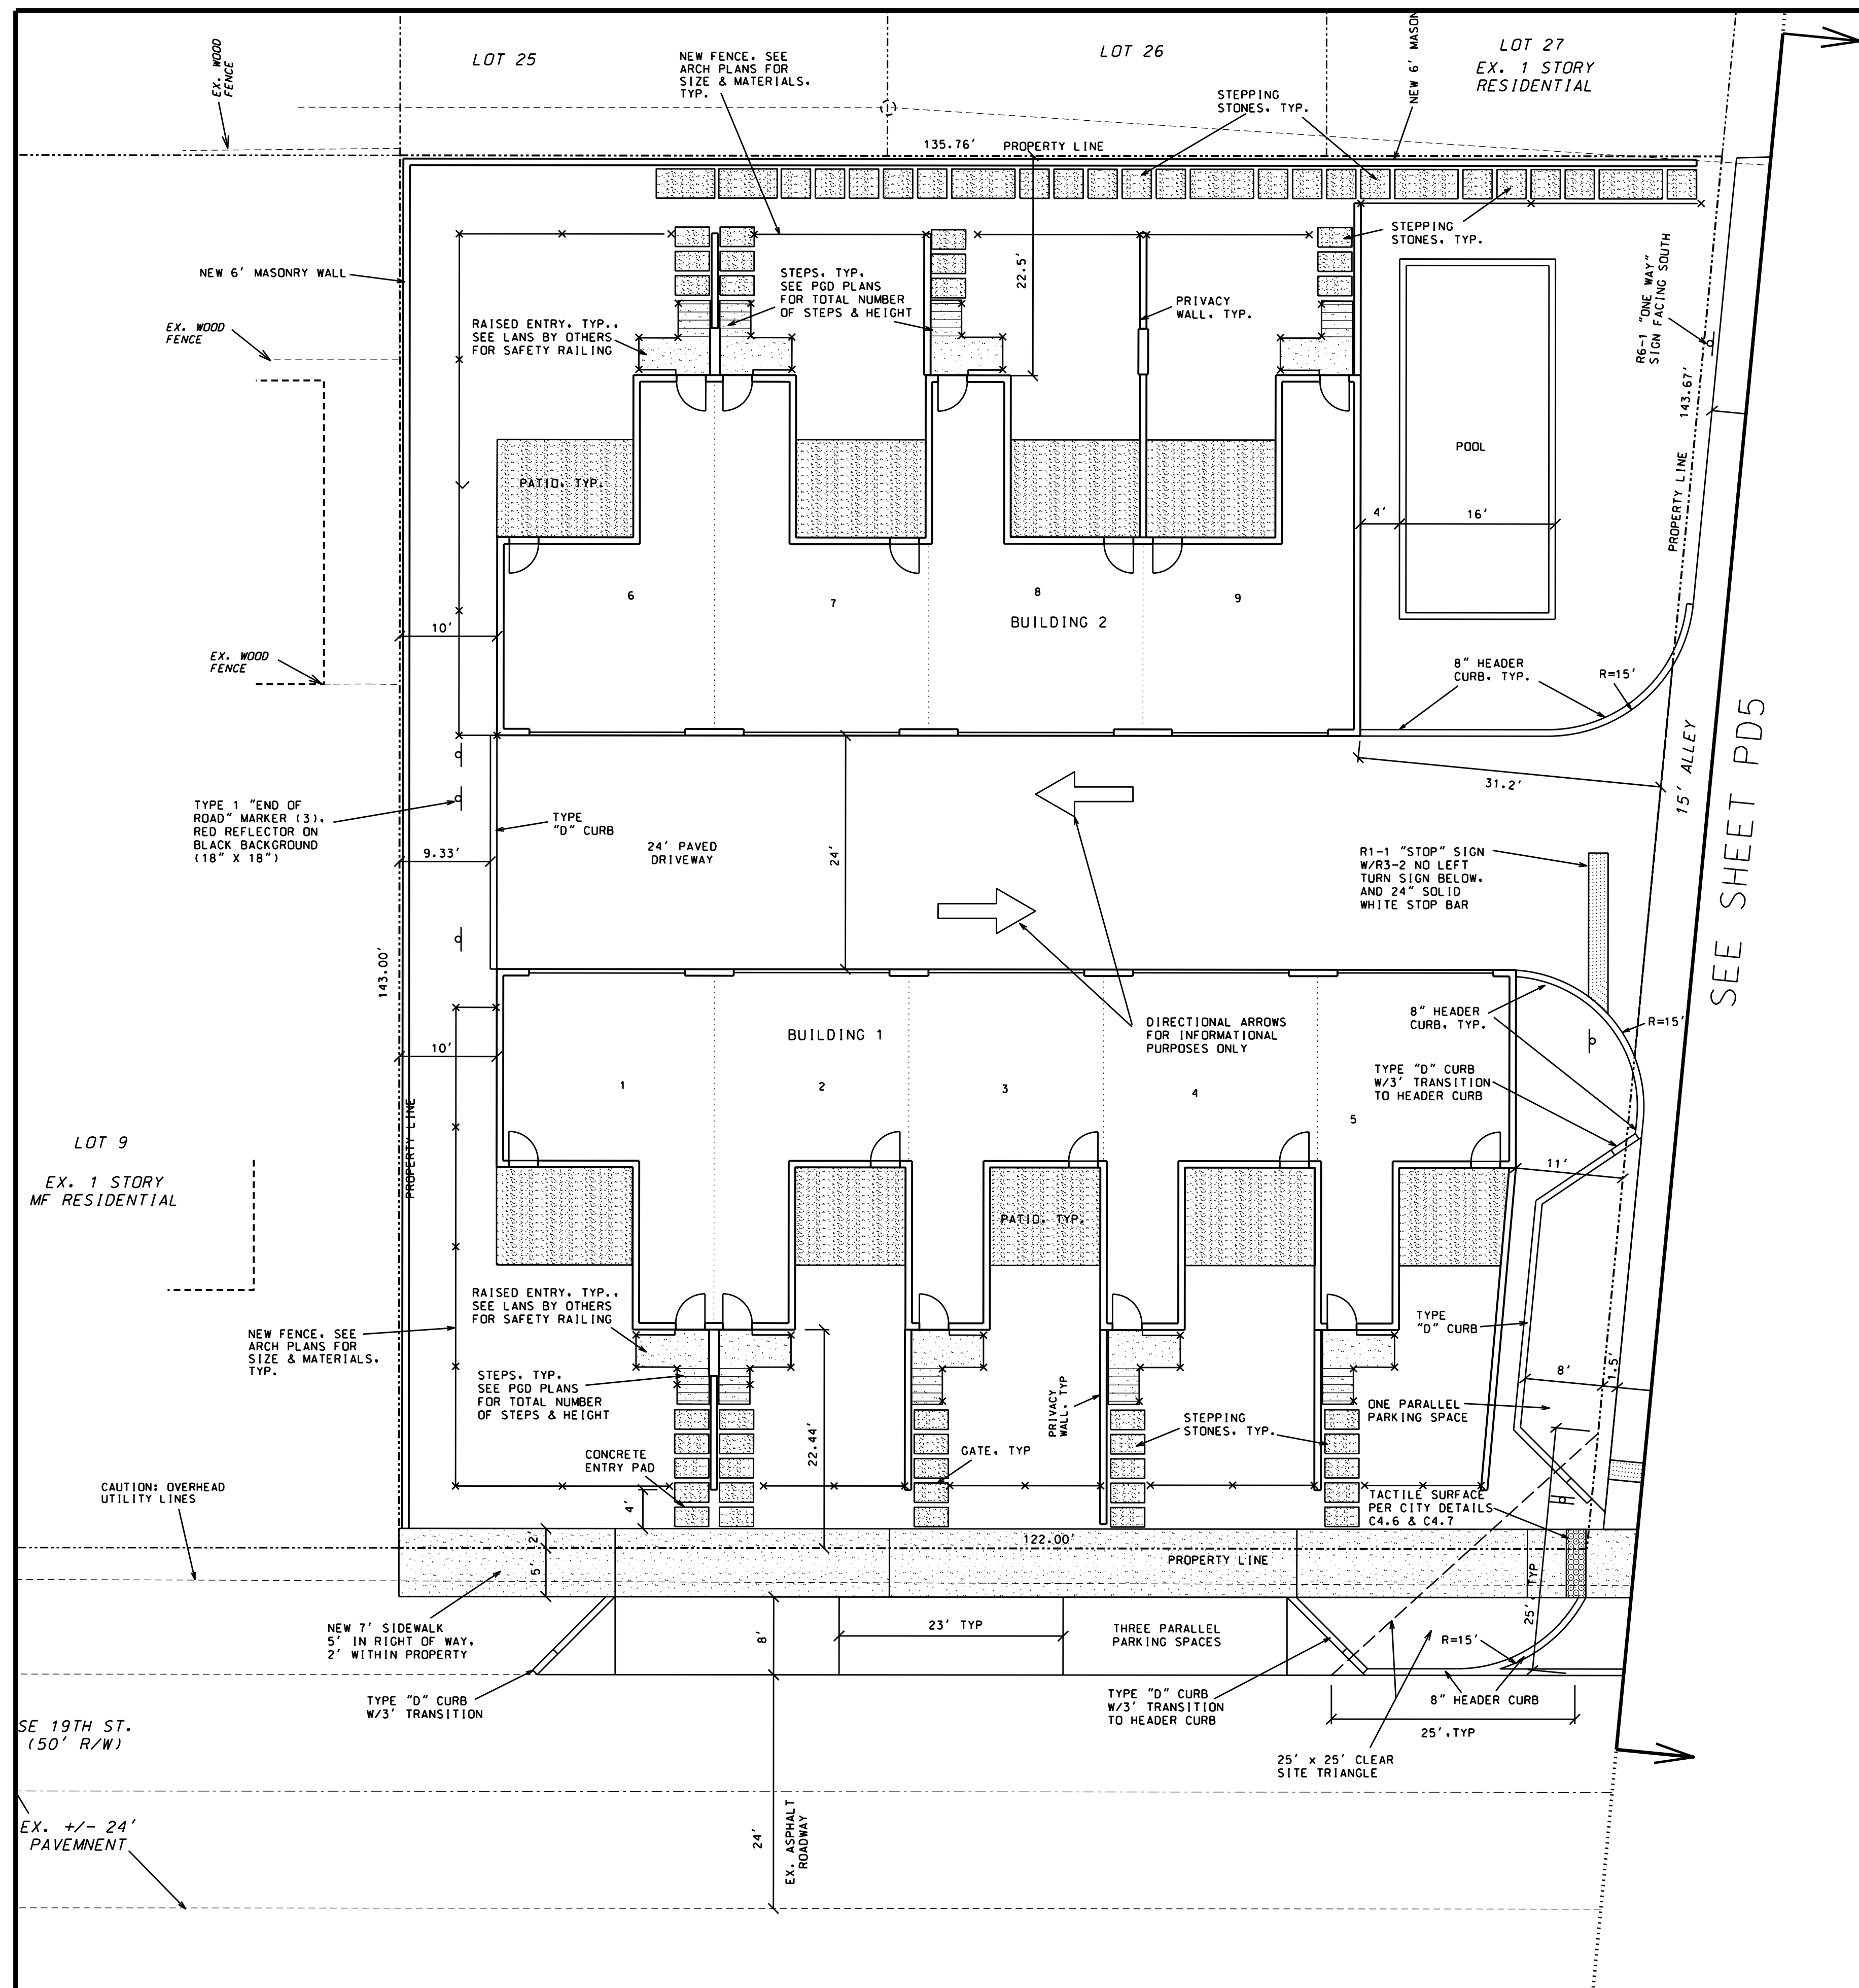 LOT 25
LOT 26
LOT 27
EX. 1 STORY
RESIDENTIAL
EX. WOOD
FENCE
NEW FENCE. SEE
ARCH PLANS FOR
SIZE & MATERIALS.
TYP.
STEPPING
STONES. TYP.
NEW 6' MASON
135.76'
PROPERTY LINE
STEPPING
STONES. TYP.
NEW 6' MASONRY WALL
22.5'
STEPS. TYP.
SEE PGD PLANS
FOR TOTAL NUMBER
OF STEPS & HEIGHT
PRIVACY
WALL. TYP.
R6-1 "ONE WAY"
SIGN FACING SOUTH
EX. WOOD
FENCE
RAISED ENTRY. TYP..
SEE LANS BY OTHERS
FOR SAFETY RAILING
143.67'
PROPERTY LINE
POOL
PATIO. TYP.
4'
16'
6
7
8
9
BUILDING 2
10'
EX. WOOD
FENCE
8" HEADER
CURB. TYP.
R=15'
15' ALLEY
SEE SHEET PD5
31.2'
TYPE 1 "END OF
ROAD" MARKER (3).
RED REFLECTOR ON
BLACK BACKGROUND
(18" X 18")
TYPE
"D" CURB
24' PAVED
DRIVEWAY
24'
9.33'
R1-1 "STOP" SIGN
W/R3-2 NO LEFT
TURN SIGN BELOW.
AND 24" SOLID
WHITE STOP BAR
143.00'
PROPERTY LINE
8" HEADER
CURB. TYP.
R=15'
DIRECTIONAL ARROWS
FOR INFORMATIONAL
PURPOSES ONLY
BUILDING 1
10'
1
2
3
4
5
TYPE "D" CURB
W/3' TRANSITION
TO HEADER CURB
LOT 9
EX. 1 STORY
MF RESIDENTIAL
11'
PATIO. TYP.
RAISED ENTRY. TYP..
SEE LANS BY OTHERS
FOR SAFETY RAILING
TYPE
"D" CURB
NEW FENCE. SEE
ARCH PLANS FOR
SIZE & MATERIALS.
TYP.
STEPS. TYP.
SEE PGD PLANS
FOR TOTAL NUMBER
OF STEPS & HEIGHT
8'
1.5'
PRIVACY
WALL. TYP
ONE PARALLEL
PARKING SPACE
STEPPING
STONES. TYP.
22.44'
GATE. TYP
CONCRETE
ENTRY PAD
4'
CAUTION: OVERHEAD
UTILITY LINES
TACTILE SURFACE
PER CITY DETAILS
C4.6 & C4.7
2'
5'
122.00'
PROPERTY LINE
25'.TYP
NEW 7' SIDEWALK
5' IN RIGHT OF WAY.
2' WITHIN PROPERTY
8'
23' TYP
THREE PARALLEL
PARKING SPACES
R=15'
TYPE "D" CURB
W/3' TRANSITION
TYPE "D" CURB
W/3' TRANSITION
TO HEADER CURB
8" HEADER CURB
25'.TYP
25' x 25' CLEAR
SITE TRIANGLE
SE 19TH ST.
(50' R/W)
EX. +/- 24'
PAVEMNENT
24'
EX. ASPHALT
ROADWAY